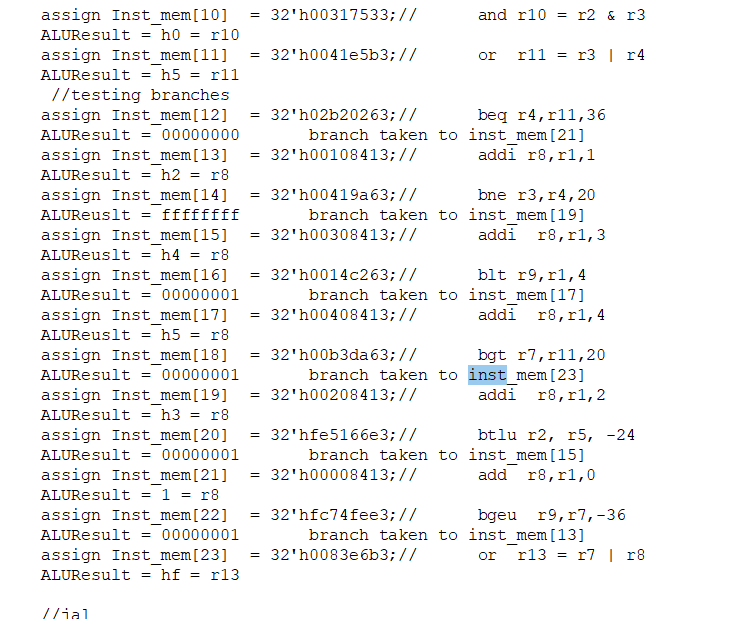 assign Inst_mem[10]  = 32'h00317533;//      and r10 = r2 & r3
ALUResult = h0 = r10
assign Inst_mem[11]  = 32'h0041e5b3;//      or  r11 = r3 | r4
ALUResult = h5 = r11
//testing branches
assign Inst_mem[12]  = 32'h02b20263;//      beq r4,r11,36
ALUResult = 00000000       branch taken to inst_mem[21]
assign Inst_mem[13]  = 32'h00108413;//      addi r8,r1,1
ALUResult = h2 = r8
assign Inst_mem[14]  = 32'h00419a63;//      bne r3,r4,20
ALUReuslt = ffffffff       branch taken to inst_mem[19]
assign Inst_mem[15]  = 32'h00308413;//      addi  r8,r1,3
ALUReuslt = h4 = r8
assign Inst_mem[16]  = 32'h0014c263;//      blt r9,r1,4
ALUResult = 00000001       branch taken to inst_mem[17]
assign Inst_mem[17]  = 32'h00408413;//      addi  r8,r1,4
ALUReuslt = h5 = r8
assign Inst_mem[18]  = 32'h00b3da63;//      bgt r7,r11,20
ALUResult = 00000001       branch taken to inst_mem[23]
assign Inst_mem[19]  = 32'h00208413;//      addi  r8,r1,2
ALUResult = h3 = r8
assign Inst_mem[20]  = 32'hfe5166e3;//      btlu r2, r5, -24
ALUResult = 00000001       branch taken to inst_mem[15]
assign Inst_mem[21]  = 32'h00008413;//      add  r8,r1,0
ALUResult = 1 = r8
assign Inst_mem[22]  = 32'hfc74fee3;//      bgeu  r9,r7,-36
ALUResult = 00000001       branch taken to inst_mem[13]
assign Inst_mem[23]  = 32'h0083e6b3;//      or  r13 = r7 | r8
ALUResult = hf = r13
//jal